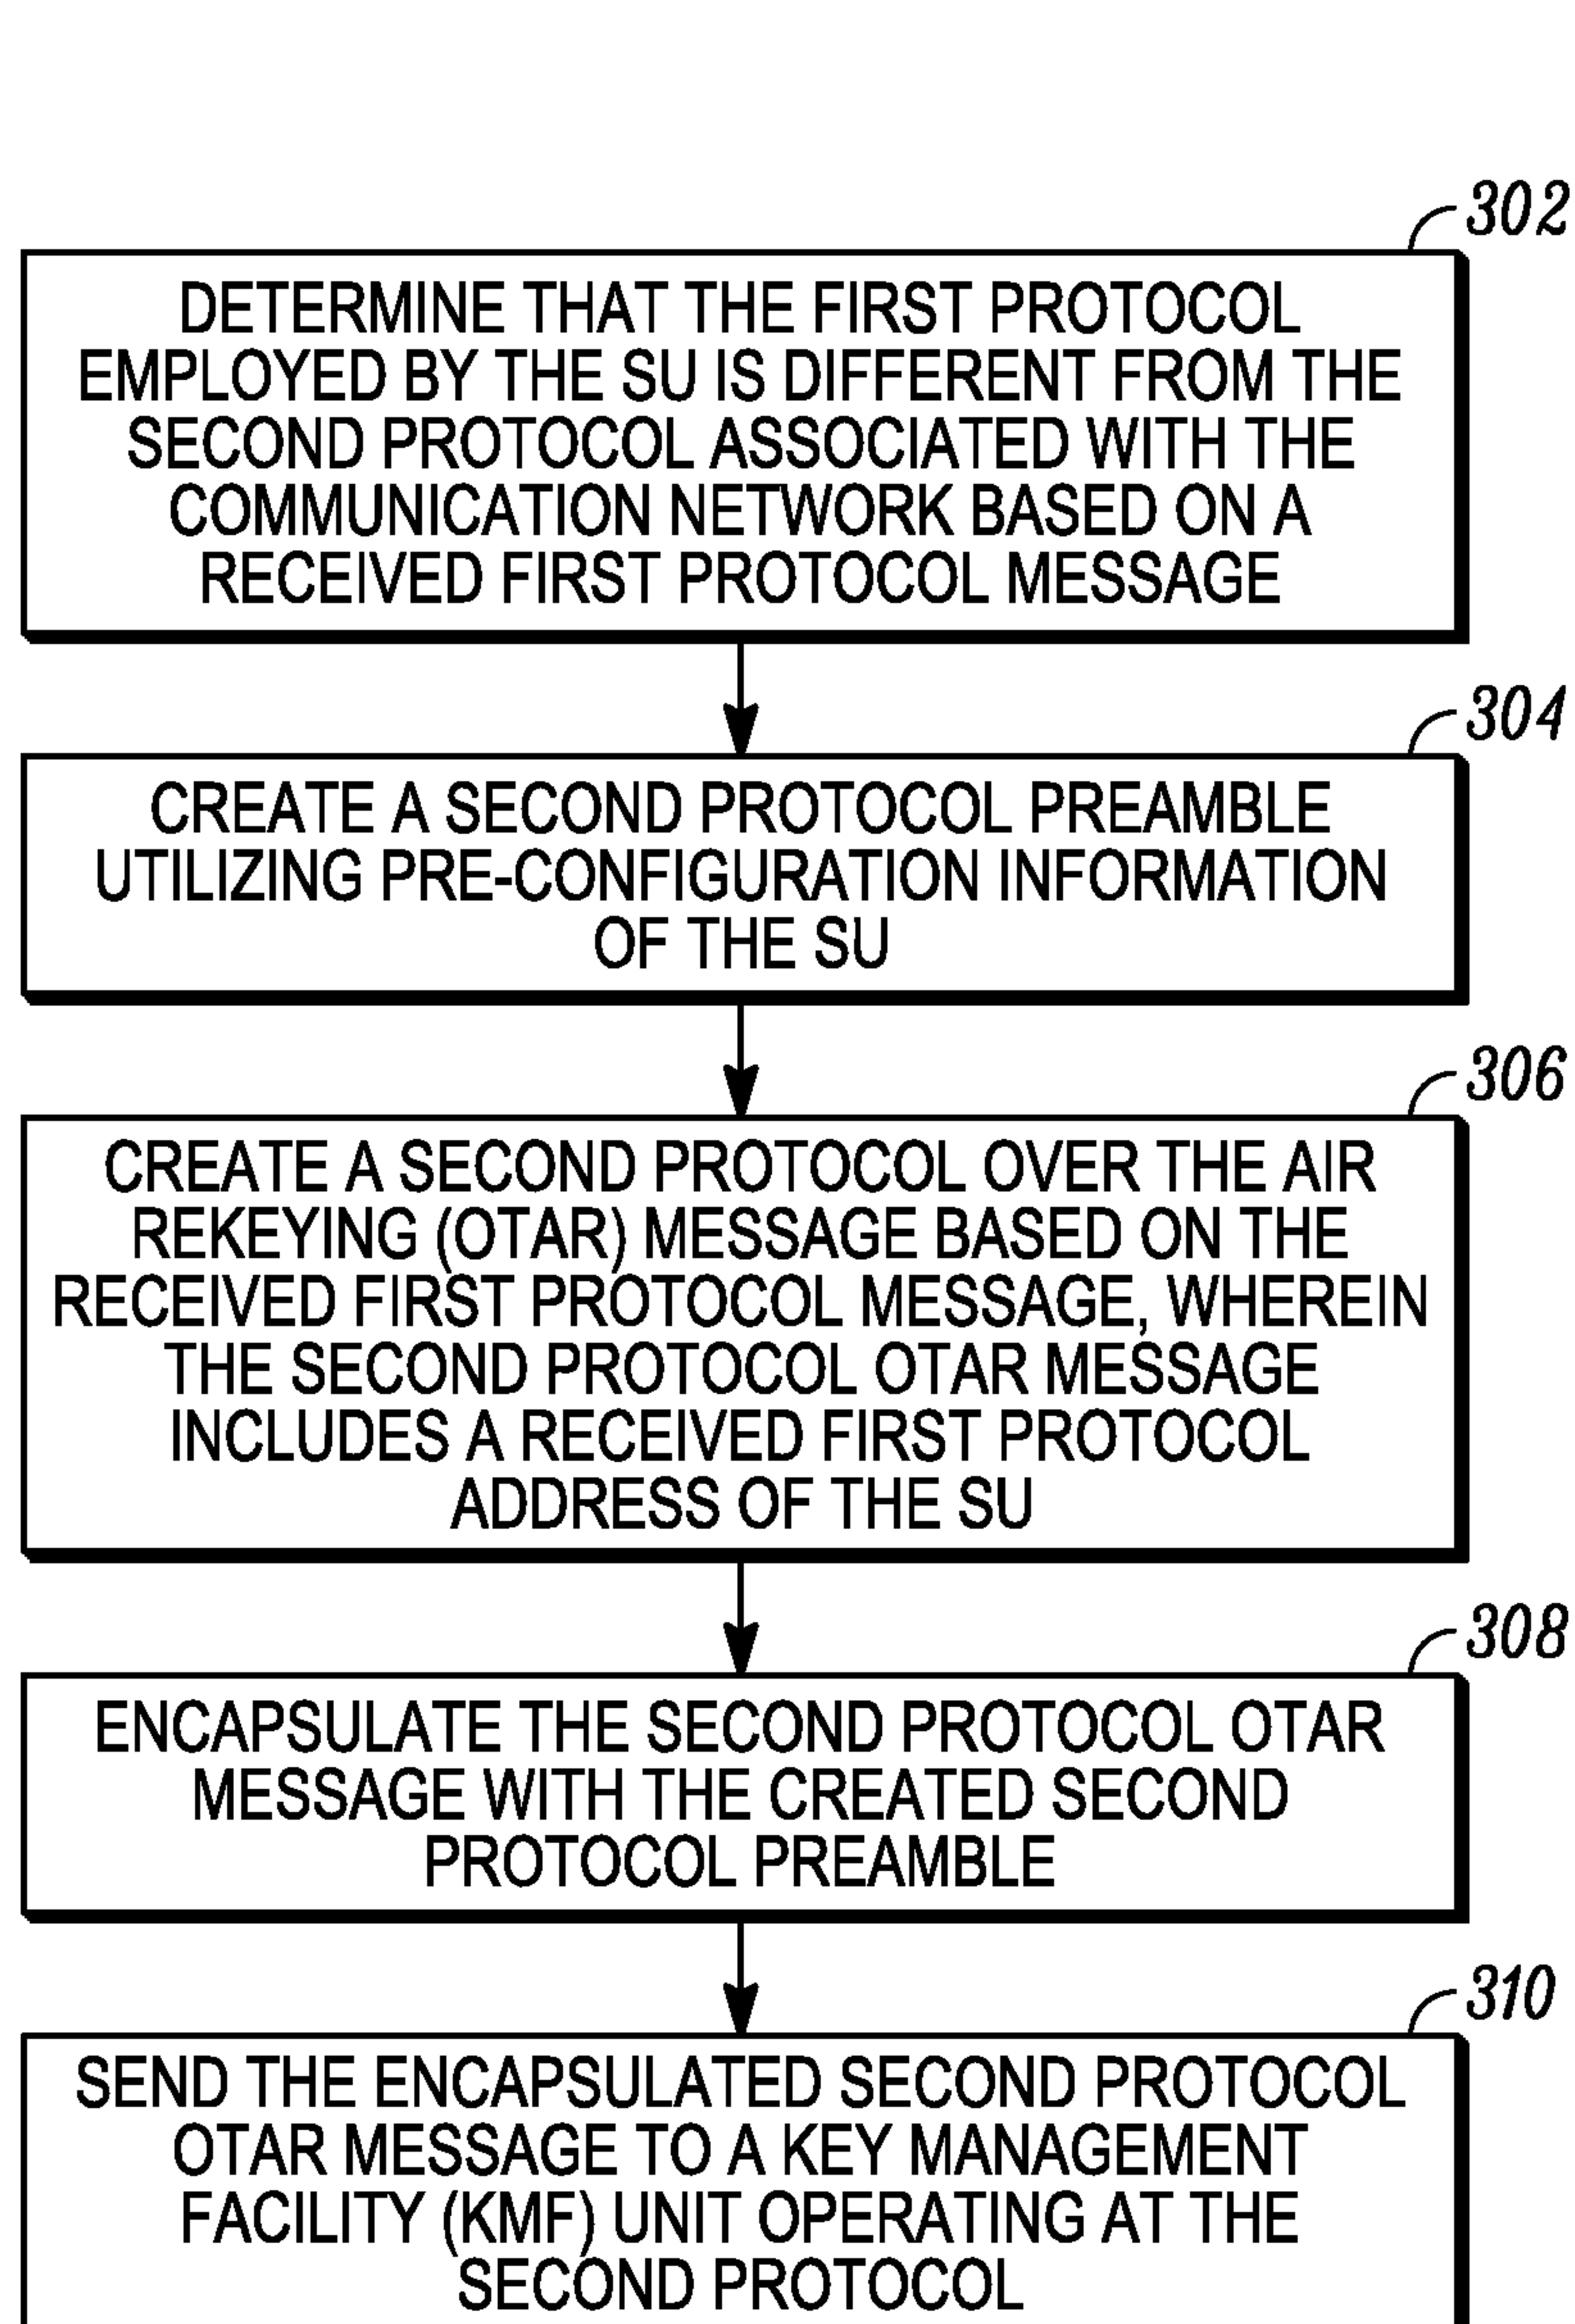 302
DETERMINE THAT THE FIRST PROTOCOL
EMPLOYED BY THE SU IS DIFFERENT FROM THE
SECOND PROTOCOL ASSOCIATED WITH THE
COMMUNICATION NETWORK BASED ON A
RECEIVED FIRST PROTOCOL MESSAGE
304
CREATE A SECOND PROTOCOL PREAMBLE
UTILIZING PRE-CONFIGURATION INFORMATION
OF THE SU
306
CREATE A SECOND PROTOCOL OVER THE AIR
REKEYING (OTAR) MESSAGE BASED ON THE
RECEIVED FIRST PROTOCOL MESSAGE, WHEREIN
THE SECOND PROTOCOL OTAR MESSAGE
INCLUDES A RECEIVED FIRST PROTOCOL
ADDRESS OF THE SU
308
ENCAPSULATE THE SECOND PROTOCOL OTAR
MESSAGE WITH THE CREATED SECOND
PROTOCOL PREAMBLE
310
SEND THE ENCAPSULATED SECOND PROTOCOL
OTAR MESSAGE TO A KEY MANAGEMENT
FACILITY (KMF) UNIT OPERATING AT THE
SECOND PROTOCOL